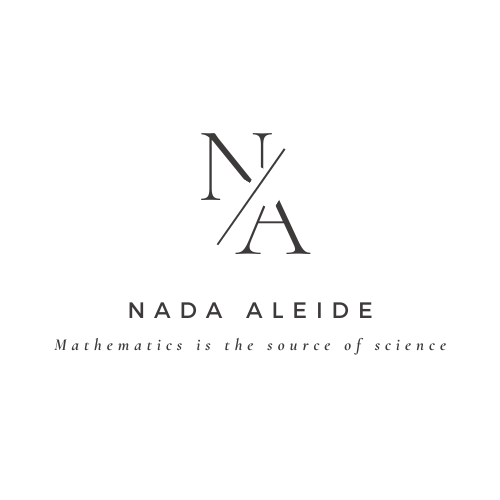 N/A
NADA ALEIDE
Mathematics is the source of science